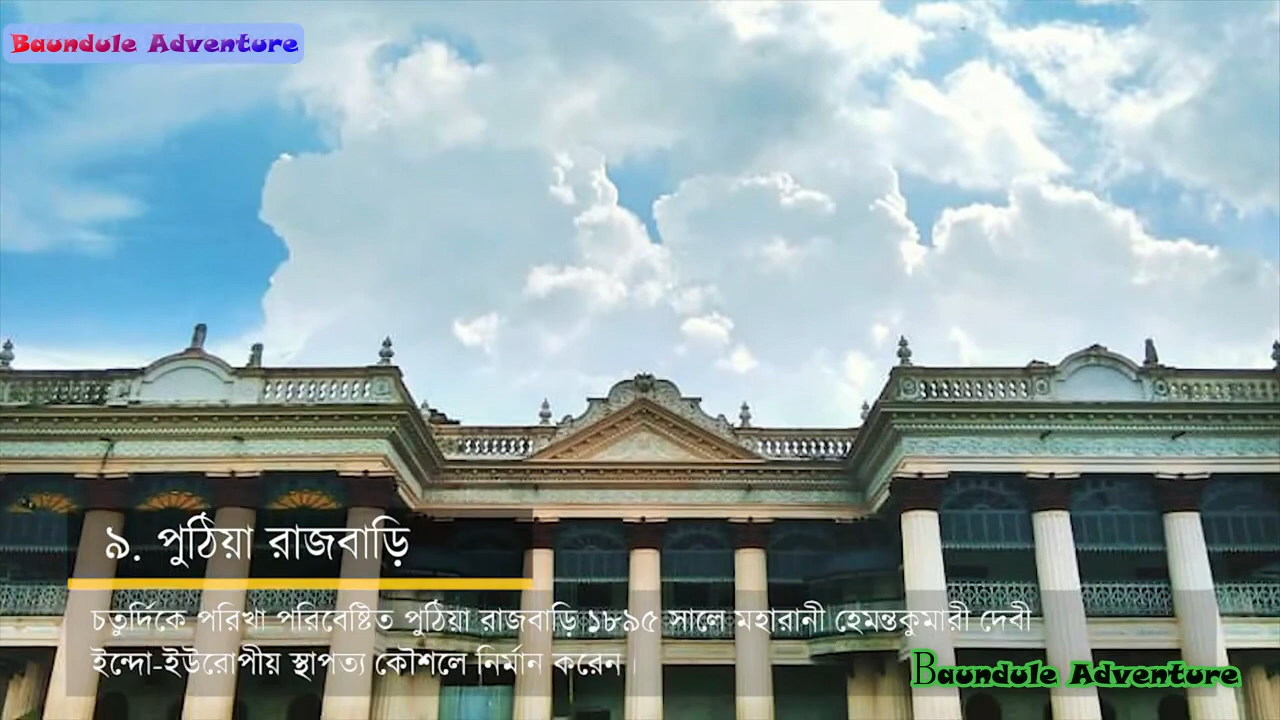 Baundule Adventure
৯. পুঠিয়া রাজবাড়ি
চতুর্দিকে পরিখা পরিবেষ্টিত পুঠিয়া রাজবাড়ি ১৮৯৫ সালে মহারানী হেমন্তকুমারী দেবী
ইন্দো-ইউরোপীয় স্থাপত্য কৌশলে নির্মান করেন।
Baundule Adventure